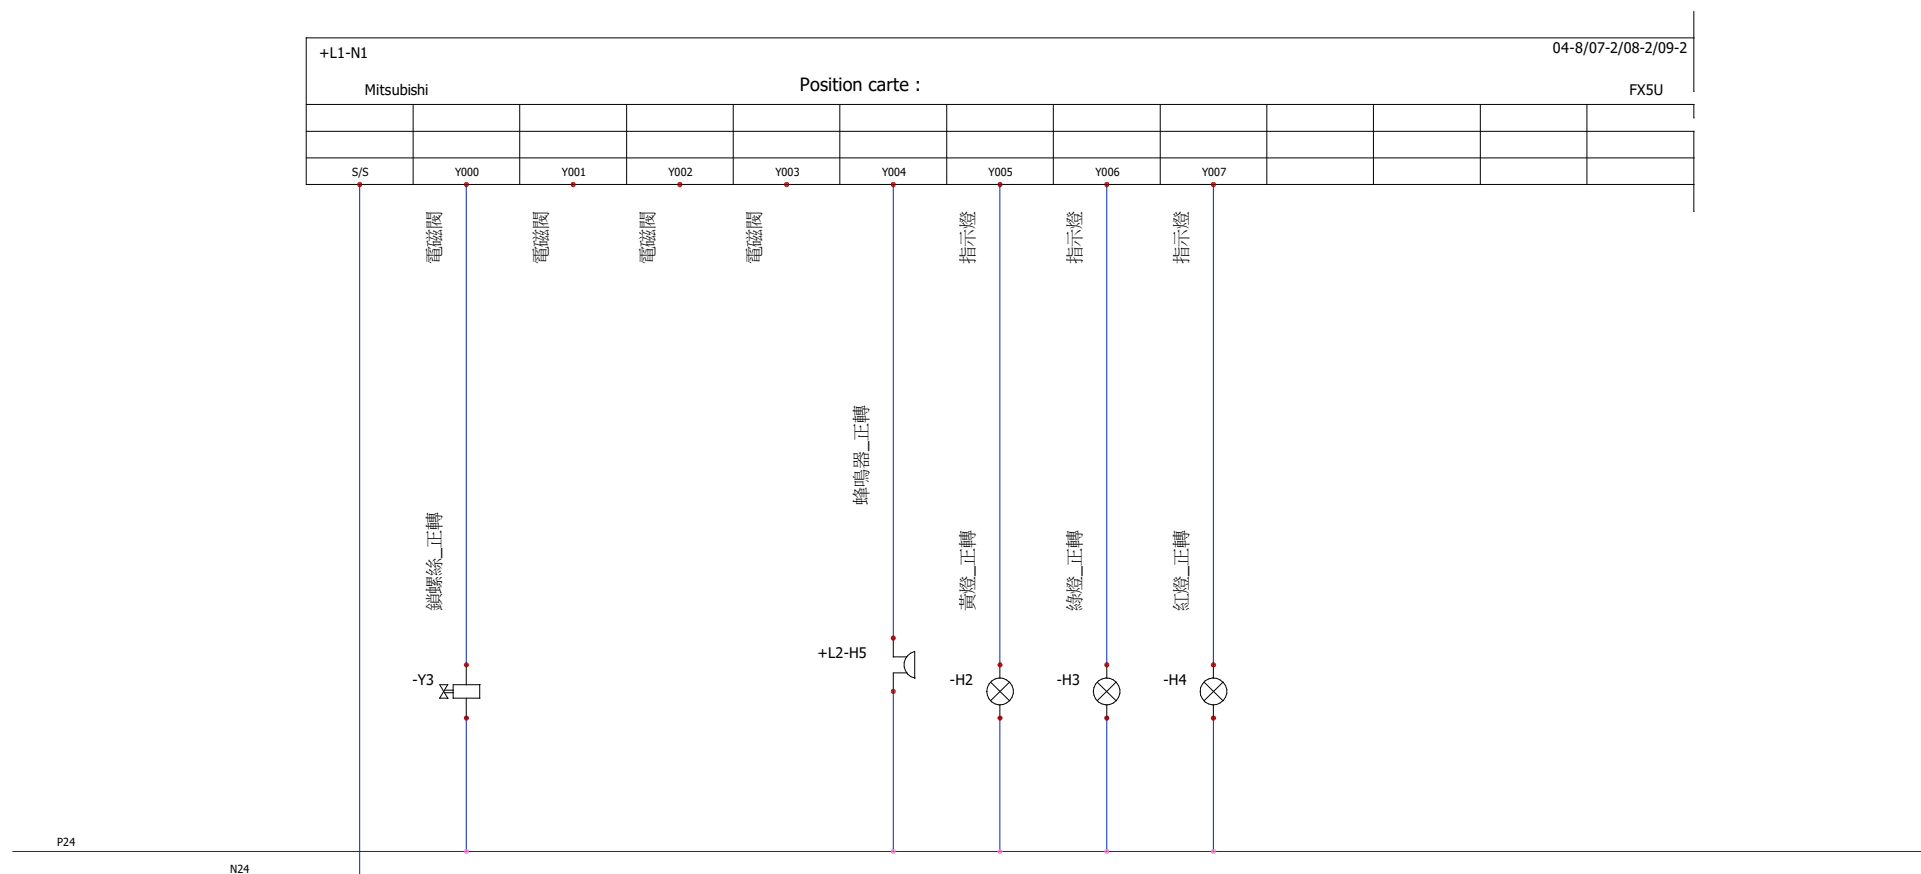 +L1-N1
04-8/07-2/08-2/09-2
Position carte :
Mitsubishi
FX5U
S/S
Y000
Y001
Y002
Y003
Y004
Y005
Y006
Y007
電磁閥
電磁閥
電磁閥
電磁閥
指示燈
指示燈
指示燈
蜂鳴器_正轉
鎖螺絲_正轉
黃燈_正轉
綠燈_正轉
紅燈_正轉
+L2-H5
-Y3
-H2
-H3
-H4
P24
N24